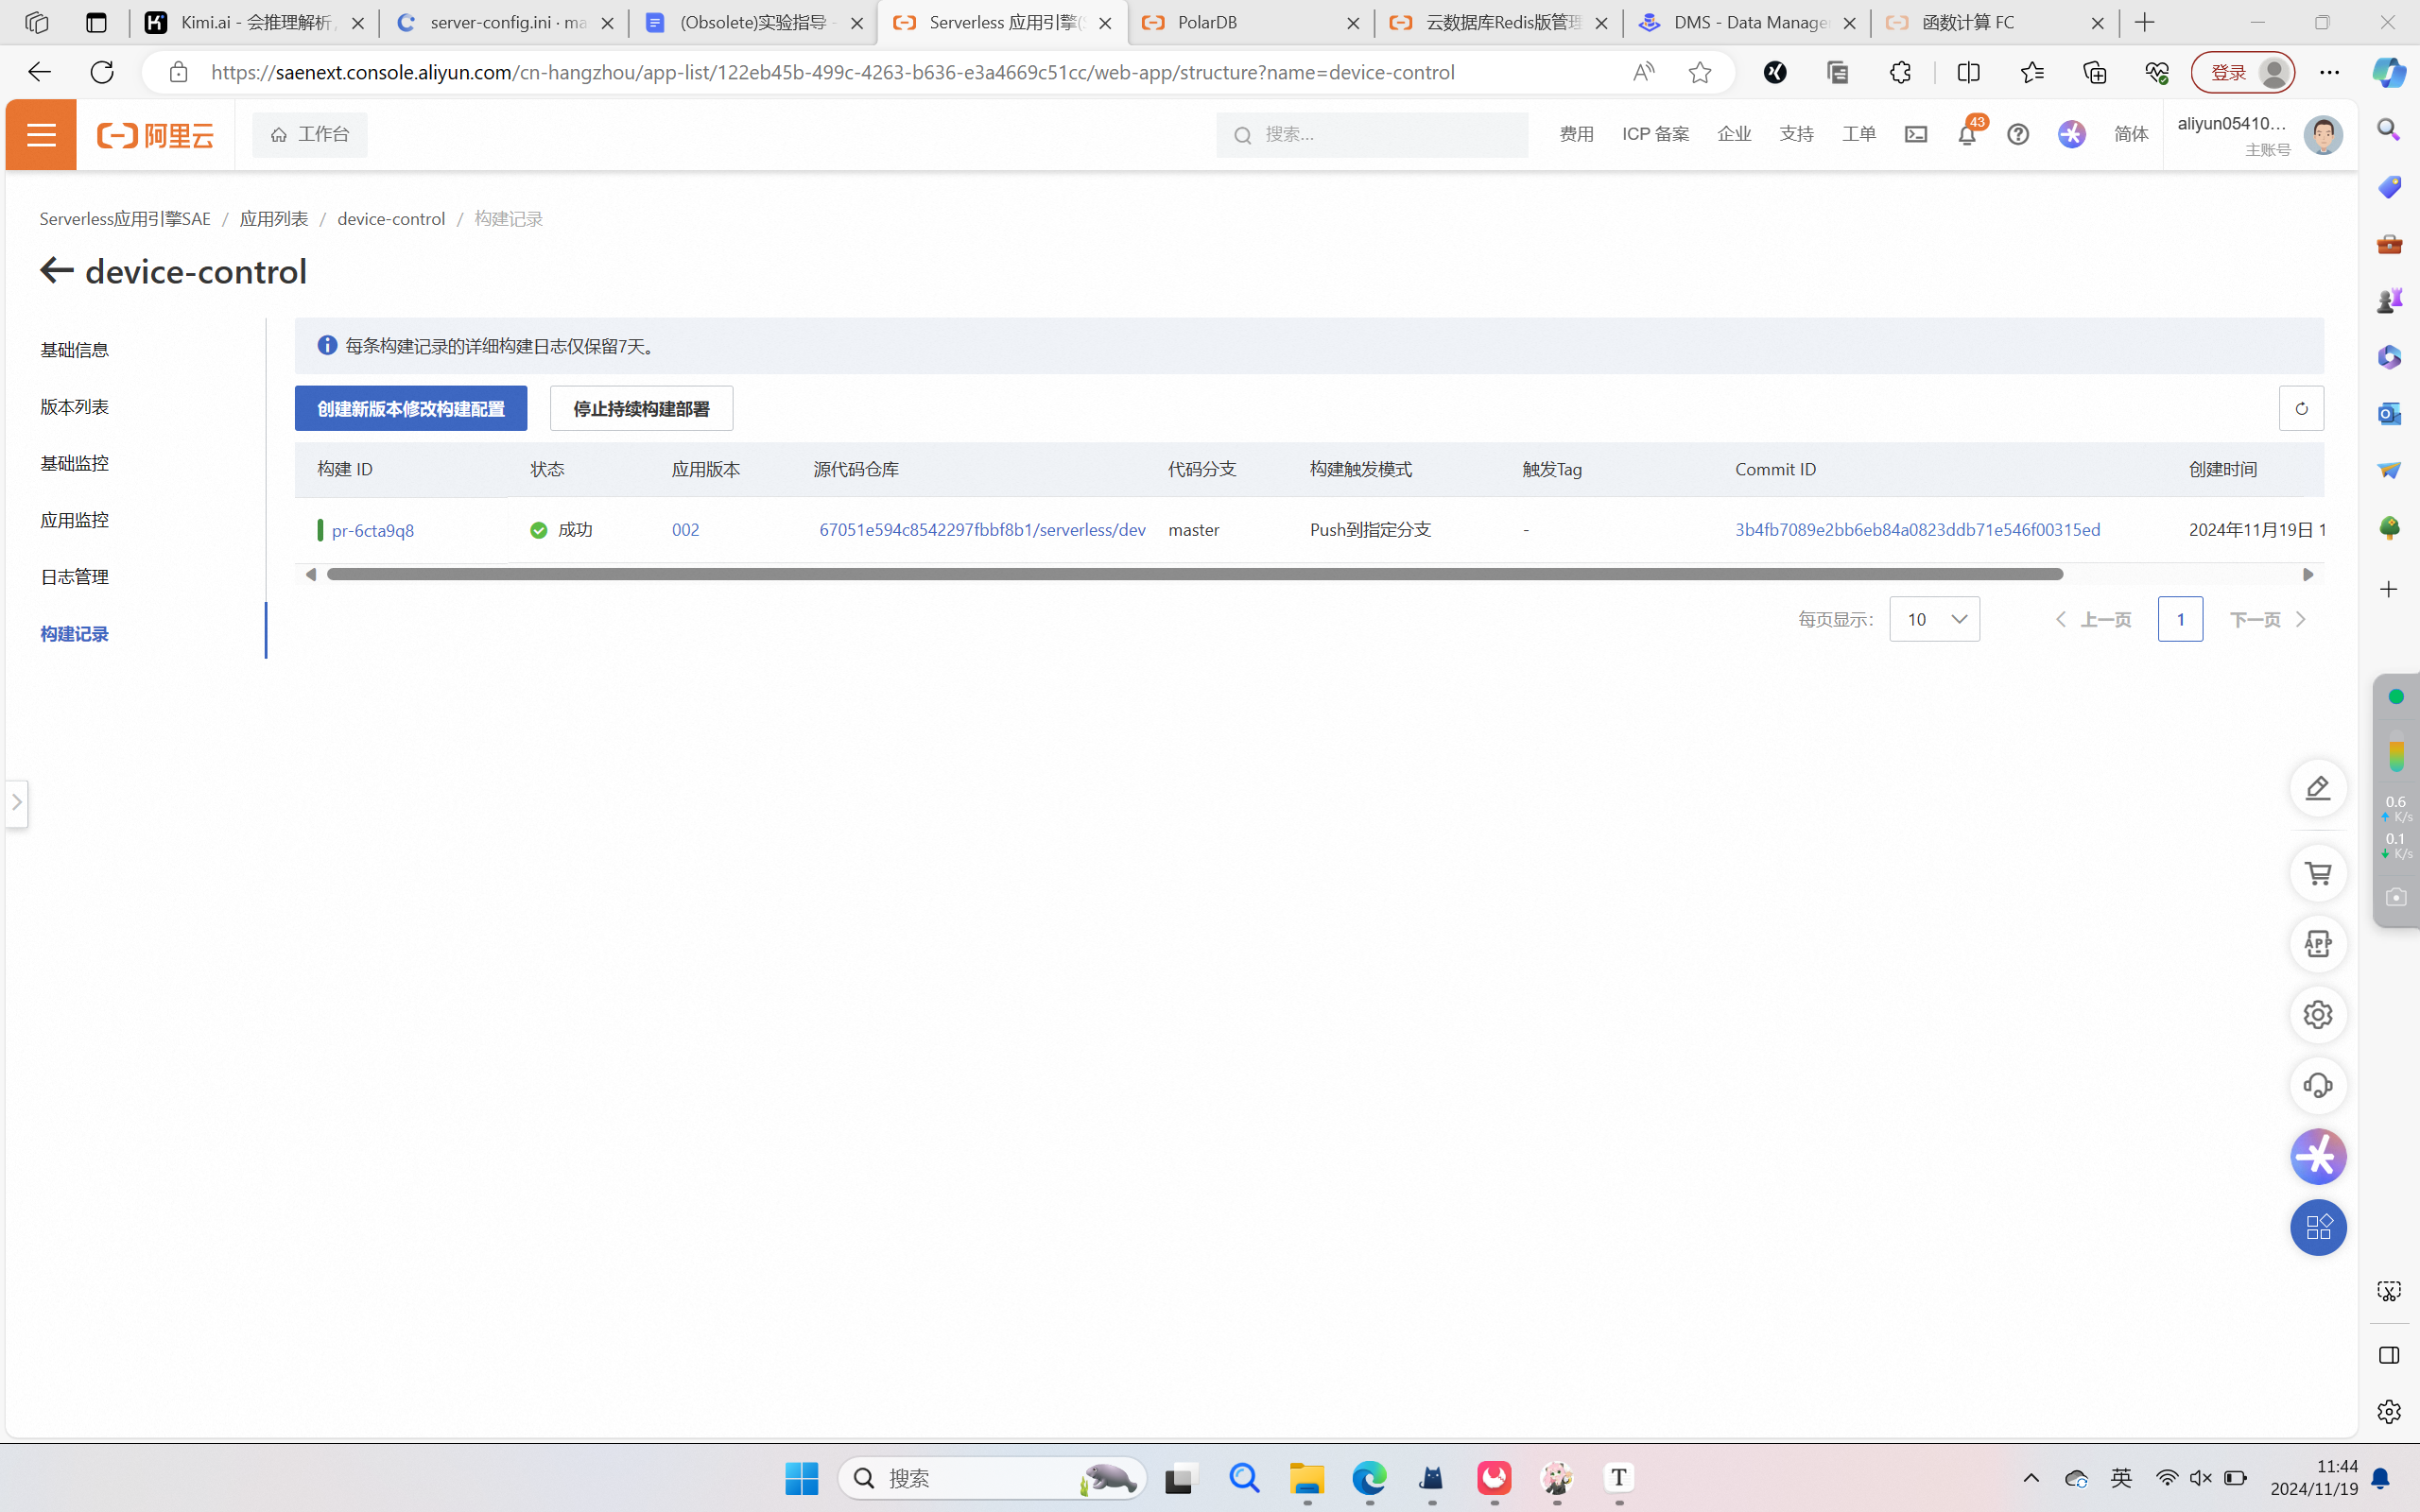 Kimi.ai - 会推理解析
server-config.ini · ma
(Obsolete)实验指导 -
Serverless 应用引擎(S
PolarDB
云数据库Redis版管理
DMS - Data Manage
函数计算 FC
https://saenext.console.aliyun.com/cn-hangzhou/app-list/122eb45b-499c-4263-b636-e3a4669c51cc/web-app/structure?name=device-control
登录
阿里云
工作台
搜索...
费用
ICP 备案
企业
支持
工单
43
简体
aliyun05410...
主账号
Serverless应用引擎SAE / 应用列表 / device-control / 构建记录
device-control
基础信息
版本列表
基础监控
应用监控
日志管理
构建记录
每条构建记录的详细构建日志仅保留7天。
创建新版本修改构建配置
停止持续构建部署
构建 ID 状态 应用版本 源代码仓库 代码分支 构建触发模式 触发Tag Commit ID 创建时间
pr-6cta9q8 成功 002 67051e594c8542297fbbf8b1/serverless/dev master Push到指定分支 - 3b4fb7089e2bb6eb84a0823ddb71e546f00315ed 2024年11月19日 1
每页显示: 10 上一页 1 下一页
0.6
K/s
0.1
K/s
APP
搜索
T
英
11:44
2024/11/19